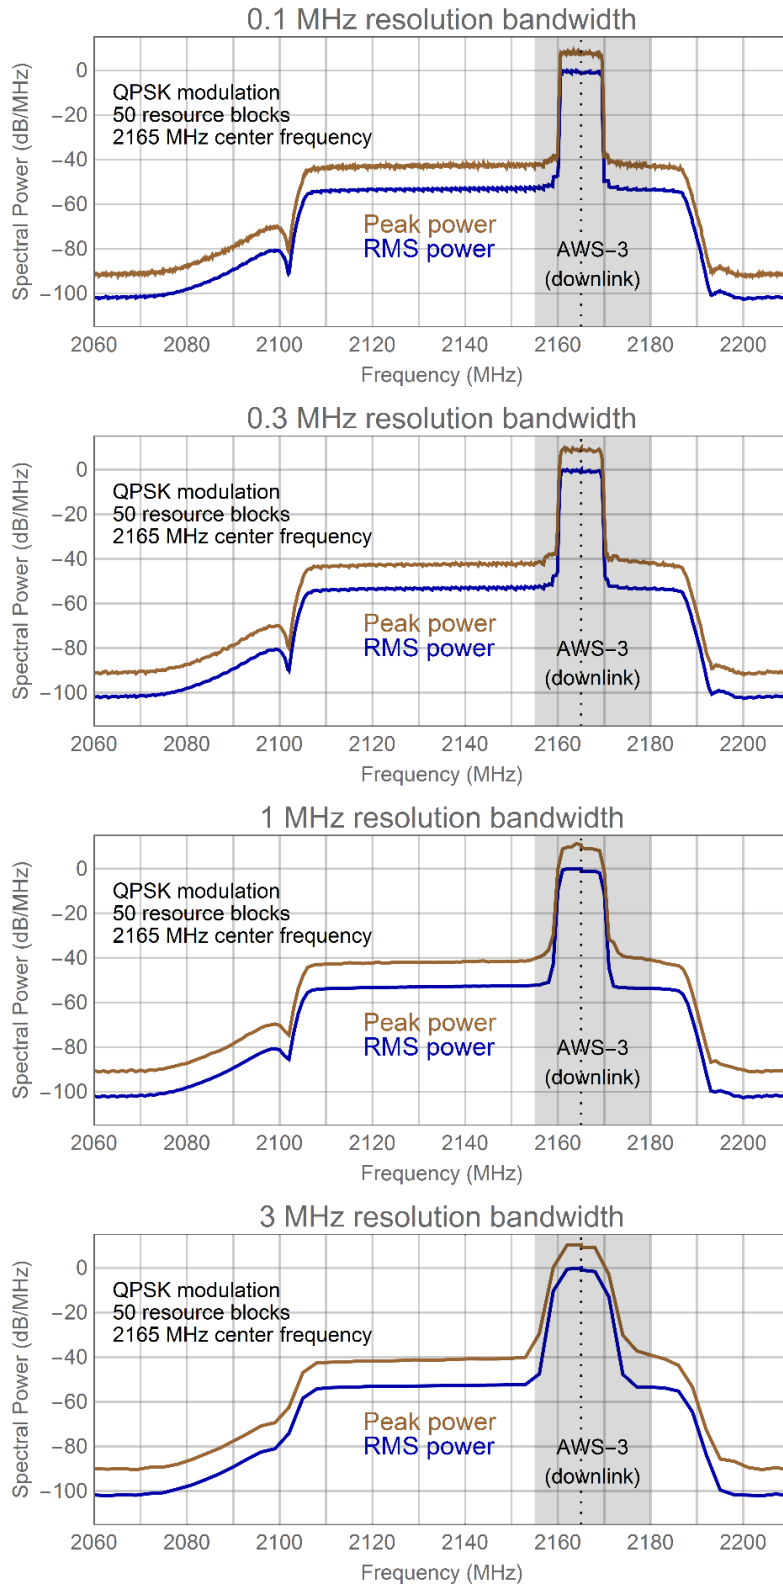 0.1 MHz resolution bandwidth
Spectral Power (dB/MHz)
0
−20
−40
−60
−80
−100
QPSK modulation
50 resource blocks
2165 MHz center frequency
Peak power
RMS power
AWS−3
(downlink)
2060 2080 2100 2120 2140 2160 2180 2200
Frequency (MHz)
0.3 MHz resolution bandwidth
Spectral Power (dB/MHz)
0
−20
−40
−60
−80
−100
QPSK modulation
50 resource blocks
2165 MHz center frequency
Peak power
RMS power
AWS−3
(downlink)
2060 2080 2100 2120 2140 2160 2180 2200
Frequency (MHz)
1 MHz resolution bandwidth
Spectral Power (dB/MHz)
0
−20
−40
−60
−80
−100
QPSK modulation
50 resource blocks
2165 MHz center frequency
Peak power
RMS power
AWS−3
(downlink)
2060 2080 2100 2120 2140 2160 2180 2200
Frequency (MHz)
3 MHz resolution bandwidth
Spectral Power (dB/MHz)
0
−20
−40
−60
−80
−100
QPSK modulation
50 resource blocks
2165 MHz center frequency
Peak power
RMS power
AWS−3
(downlink)
2060 2080 2100 2120 2140 2160 2180 2200
Frequency (MHz)